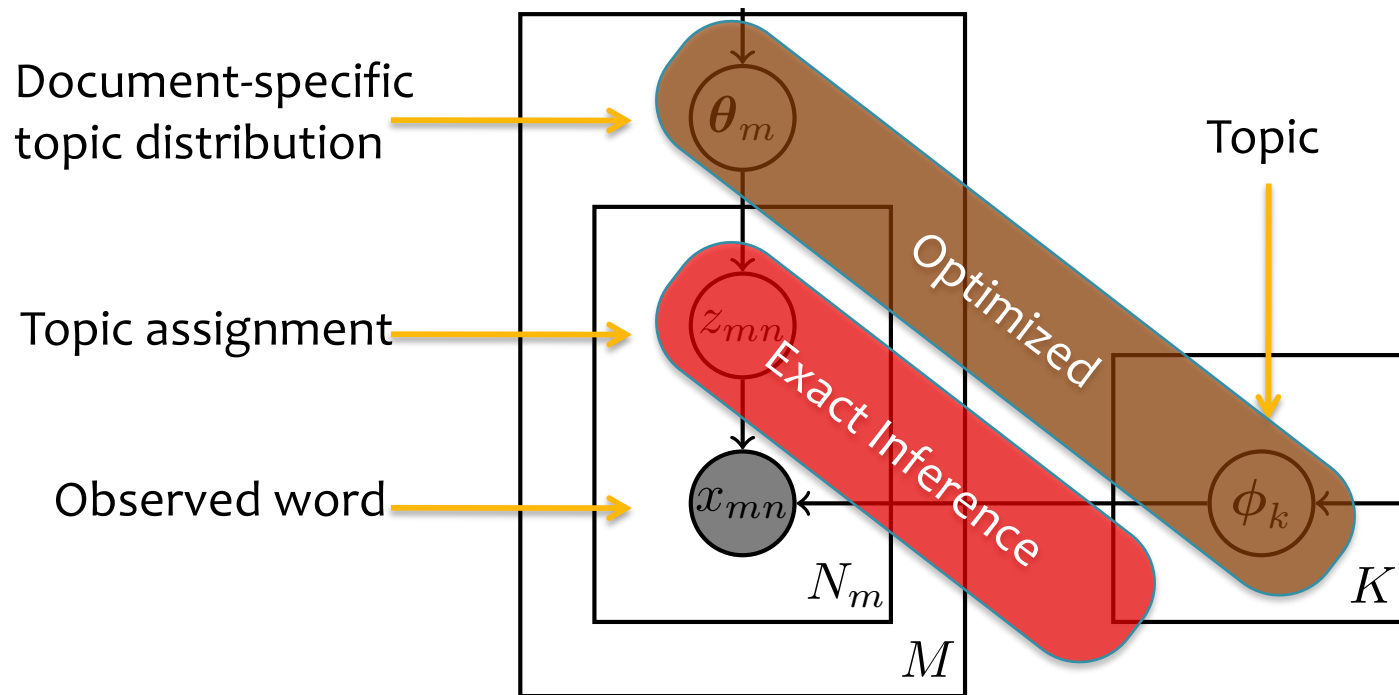 Document-specific
topic distribution
θ_m
Topic
Optimized
Topic assignment
z_mn
Exact Inference
Observed word
x_mn
ϕ_k
N_m
K
M